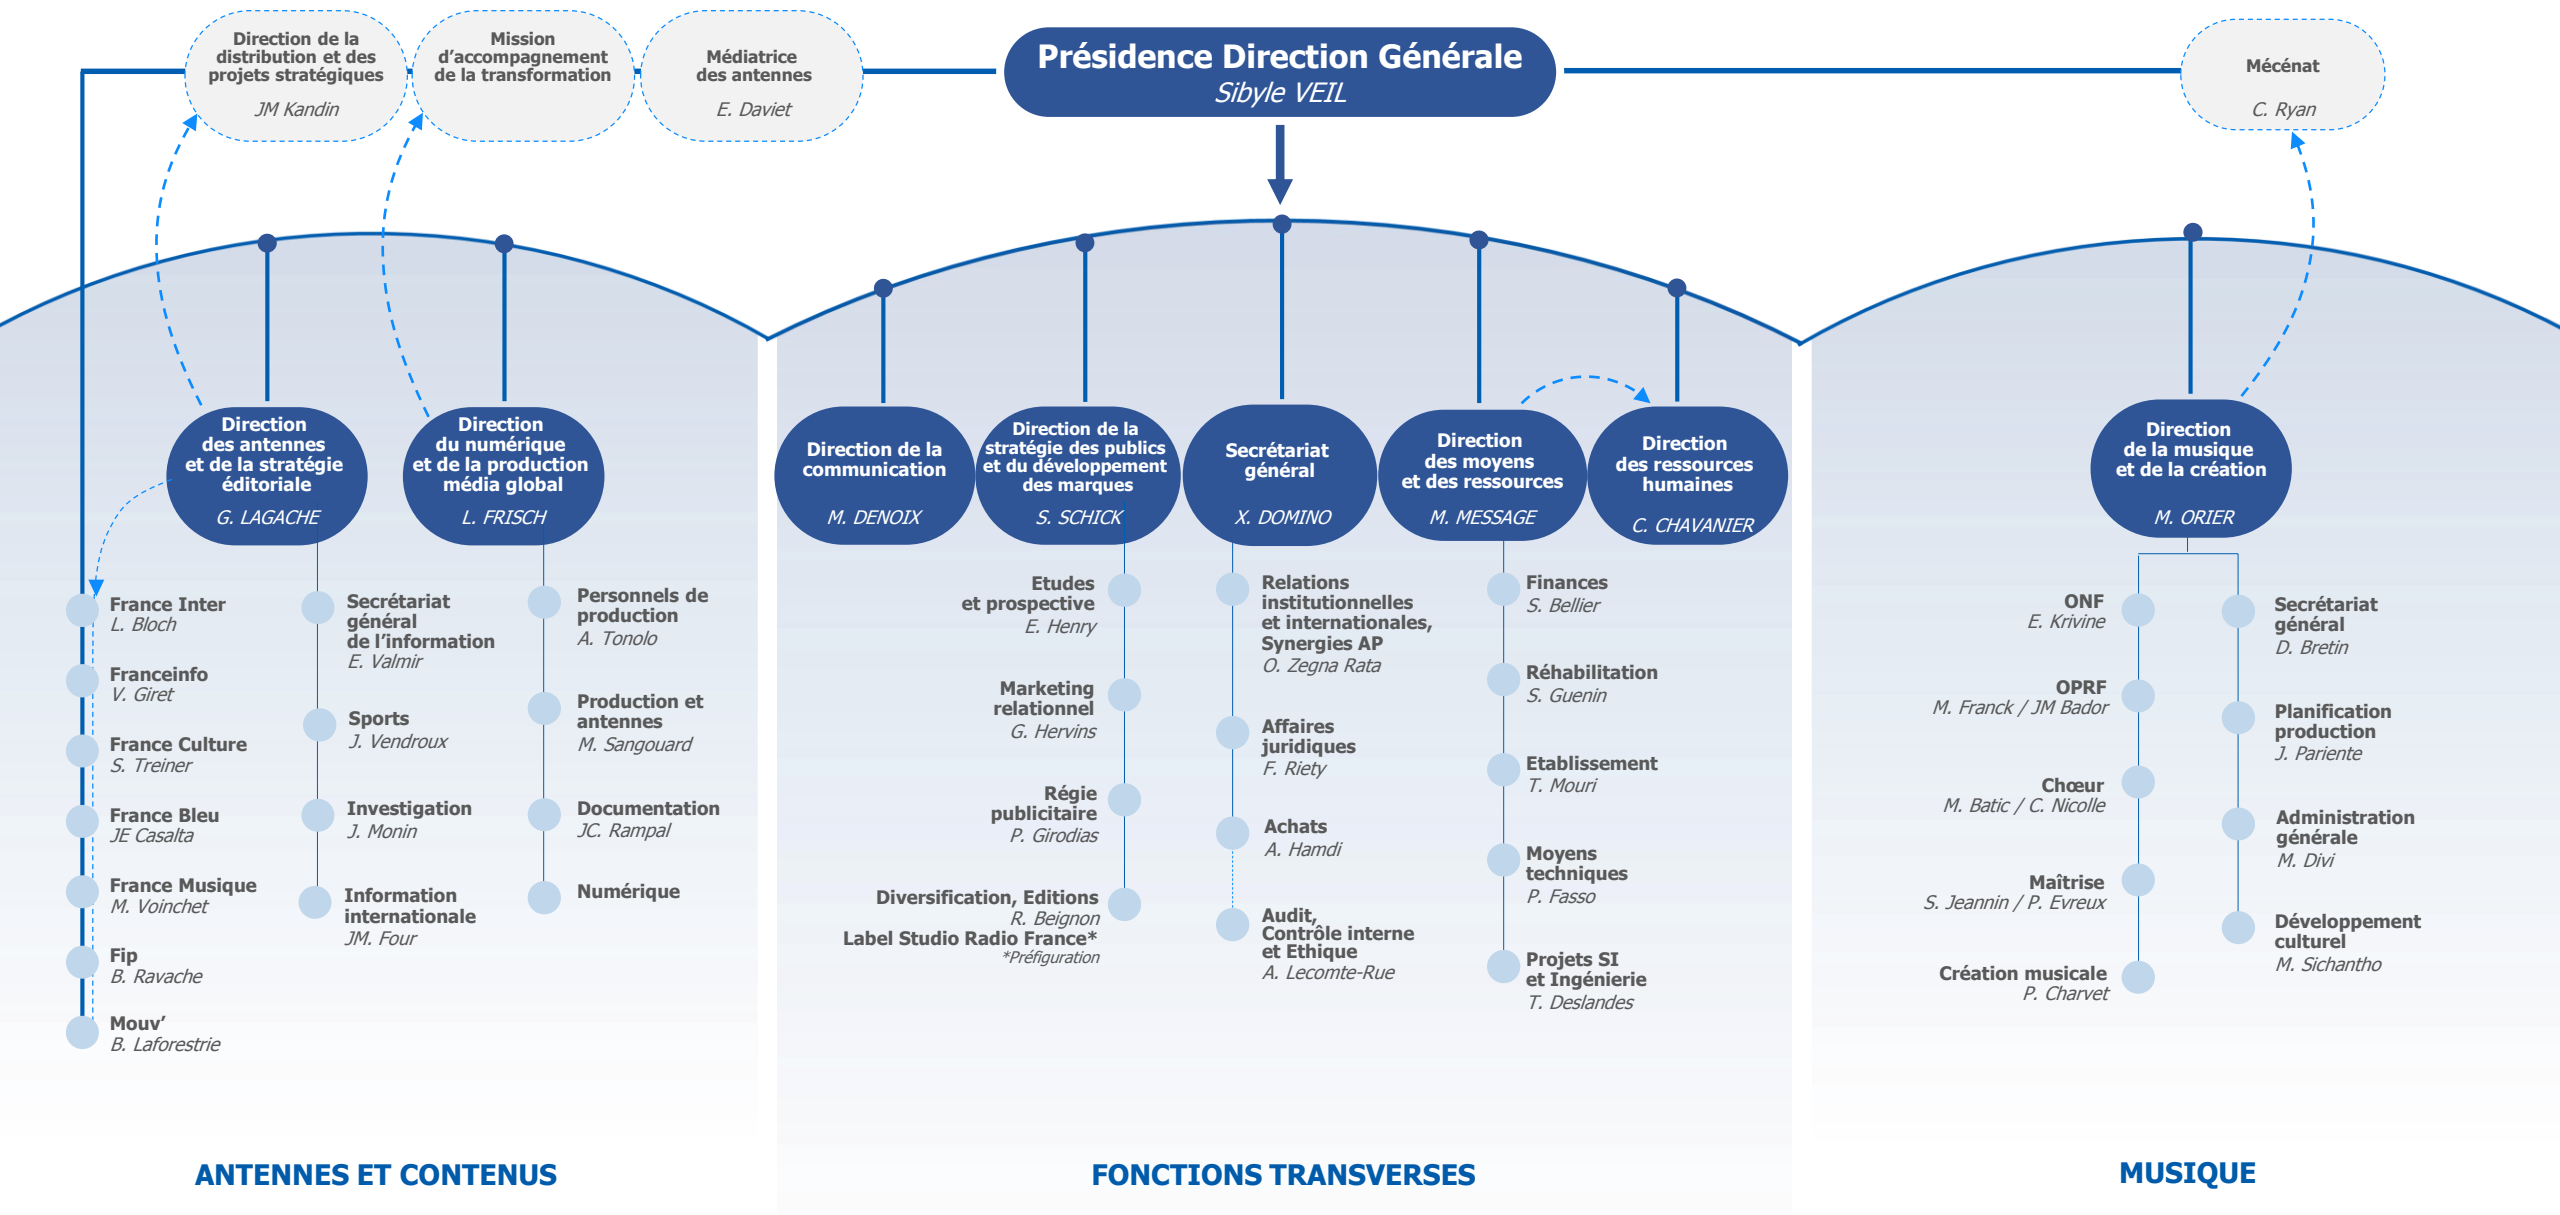 Direction de la
distribution et des
projets stratégiques
JM Kandin
Mission
d’accompagnement
de la transformation
Médiatrice
des antennes
E. Daviet
Présidence Direction Générale
Sibyle VEIL
Mécénat
C. Ryan
Direction
des antennes
et de la stratégie
éditoriale
G. LAGACHE
Direction
du numérique
et de la production
média global
L. FRISCH
Direction de la
communication
M. DENOIX
Direction de la
stratégie des publics
et du développement
des marques
S. SCHICK
Secrétariat
général
X. DOMINO
Direction
des moyens
et des ressources
M. MESSAGE
Direction
des ressources
humaines
C. CHAVANIER
Direction
de la musique
et de la création
M. ORIER
France Inter
L. Bloch
Franceinfo
V. Giret
France Culture
S. Treiner
France Bleu
JE Casalta
France Musique
M. Voinchet
Fip
B. Ravache
Mouv’
B. Laforestrie
Secrétariat
général
de l’information
E. Valmir
Sports
J. Vendroux
Investigation
J. Monin
Information
internationale
JM. Four
Personnels de
production
A. Tonolo
Production et
antennes
M. Sangouard
Documentation
JC. Rampal
Numérique
Etudes
et prospective
E. Henry
Marketing
relationnel
G. Hervins
Régie
publicitaire
P. Girodias
Diversification, Editions
R. Beignon
Label Studio Radio France*
*Préfiguration
Relations
institutionnelles
et internationales,
Synergies AP
O. Zegna Rata
Affaires
juridiques
F. Riety
Achats
A. Hamdi
Audit,
Contrôle interne
et Ethique
A. Lecomte-Rue
Finances
S. Bellier
Réhabilitation
S. Guenin
Etablissement
T. Mouri
Moyens
techniques
P. Fasso
Projets SI
et Ingénierie
T. Deslandes
ONF
E. Krivine
OPRF
M. Franck / JM Bador
Chœur
M. Batic / C. Nicolle
Maîtrise
S. Jeannin / P. Evreux
Création musicale
P. Charvet
Secrétariat
général
D. Bretin
Planification
production
J. Pariente
Administration
générale
M. Divi
Développement
culturel
M. Sichantho
ANTENNES ET CONTENUS
FONCTIONS TRANSVERSES
MUSIQUE